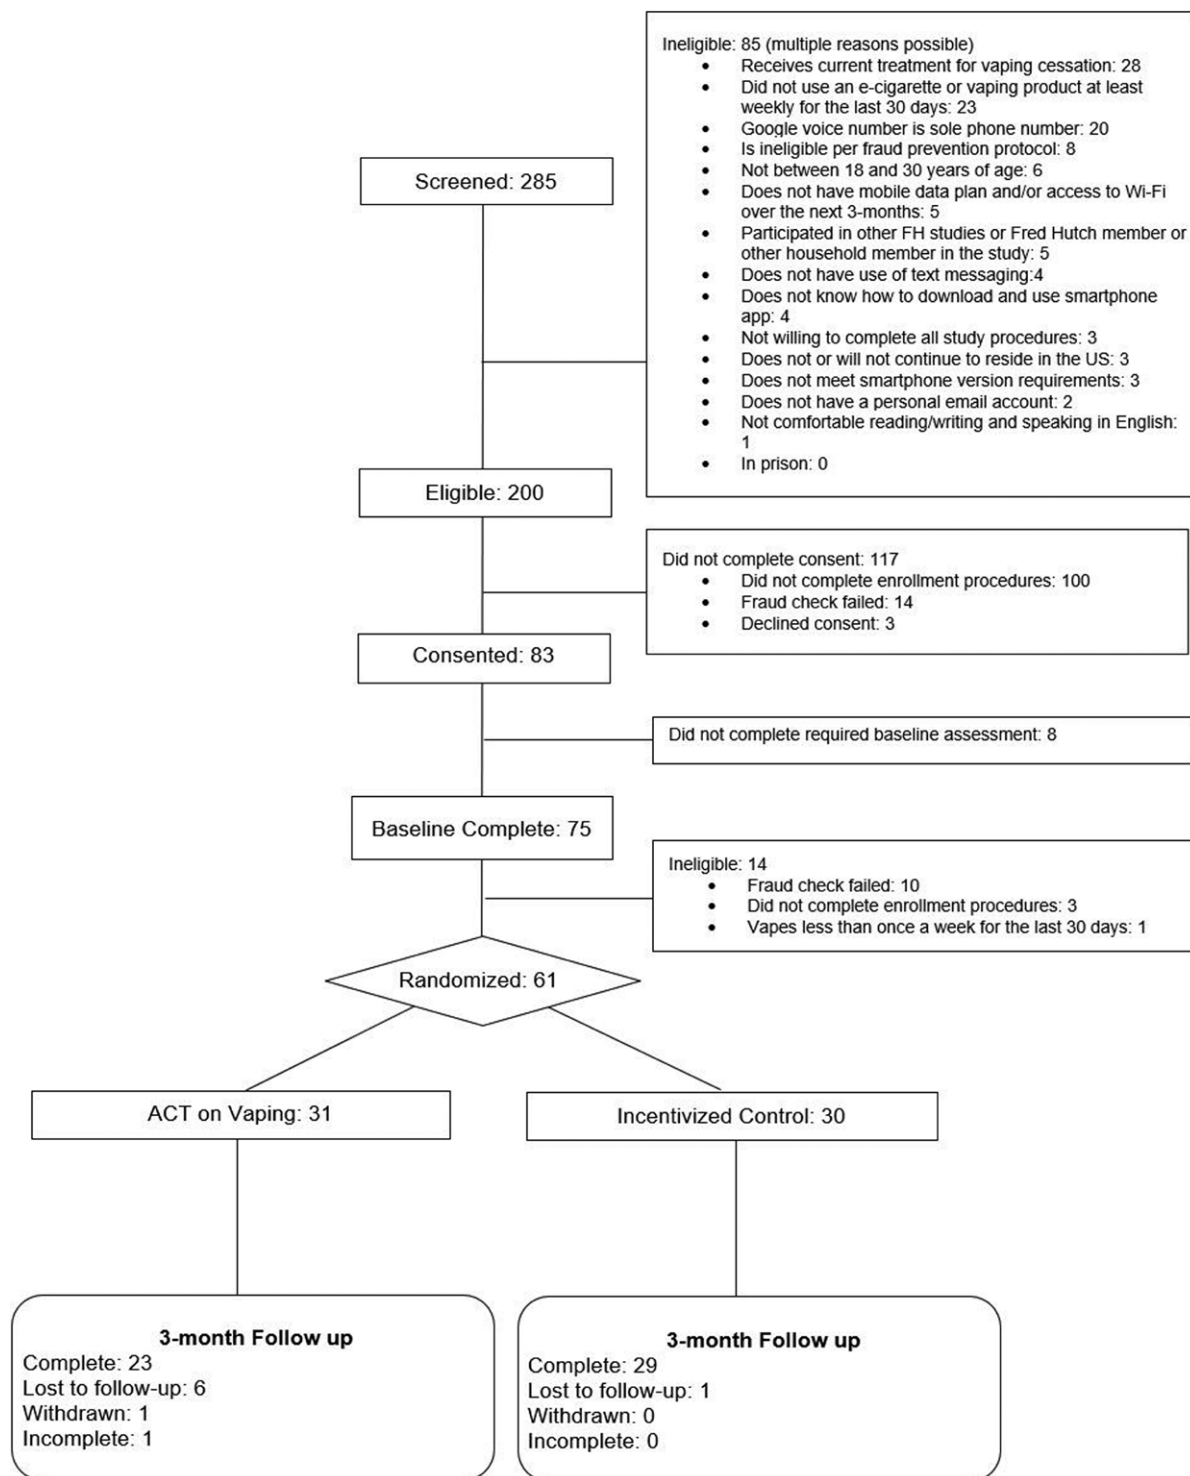 Screened: 285
Ineligible: 85 (multiple reasons possible)
• Receives current treatment for vaping cessation: 28
• Did not use an e-cigarette or vaping product at least
weekly for the last 30 days: 23
• Google voice number is sole phone number: 20
• Is ineligible per fraud prevention protocol: 8
• Not between 18 and 30 years of age: 6
• Does not have mobile data plan and/or access to Wi-Fi
over the next 3-months: 5
• Participated in other FH studies or Fred Hutch member or
other household member in the study: 5
• Does not have use of text messaging:4
• Does not know how to download and use smartphone
app: 4
• Not willing to complete all study procedures: 3
• Does not or will not continue to reside in the US: 3
• Does not meet smartphone version requirements: 3
• Does not have a personal email account: 2
• Not comfortable reading/writing and speaking in English:
1
• In prison: 0
Eligible: 200
Did not complete consent: 117
• Did not complete enrollment procedures: 100
• Fraud check failed: 14
• Declined consent: 3
Consented: 83
Did not complete required baseline assessment: 8
Baseline Complete: 75
Ineligible: 14
• Fraud check failed: 10
• Did not complete enrollment procedures: 3
• Vapes less than once a week for the last 30 days: 1
Randomized: 61
ACT on Vaping: 31
Incentivized Control: 30
3-month Follow up
Complete: 23
Lost to follow-up: 6
Withdrawn: 1
Incomplete: 1
3-month Follow up
Complete: 29
Lost to follow-up: 1
Withdrawn: 0
Incomplete: 0